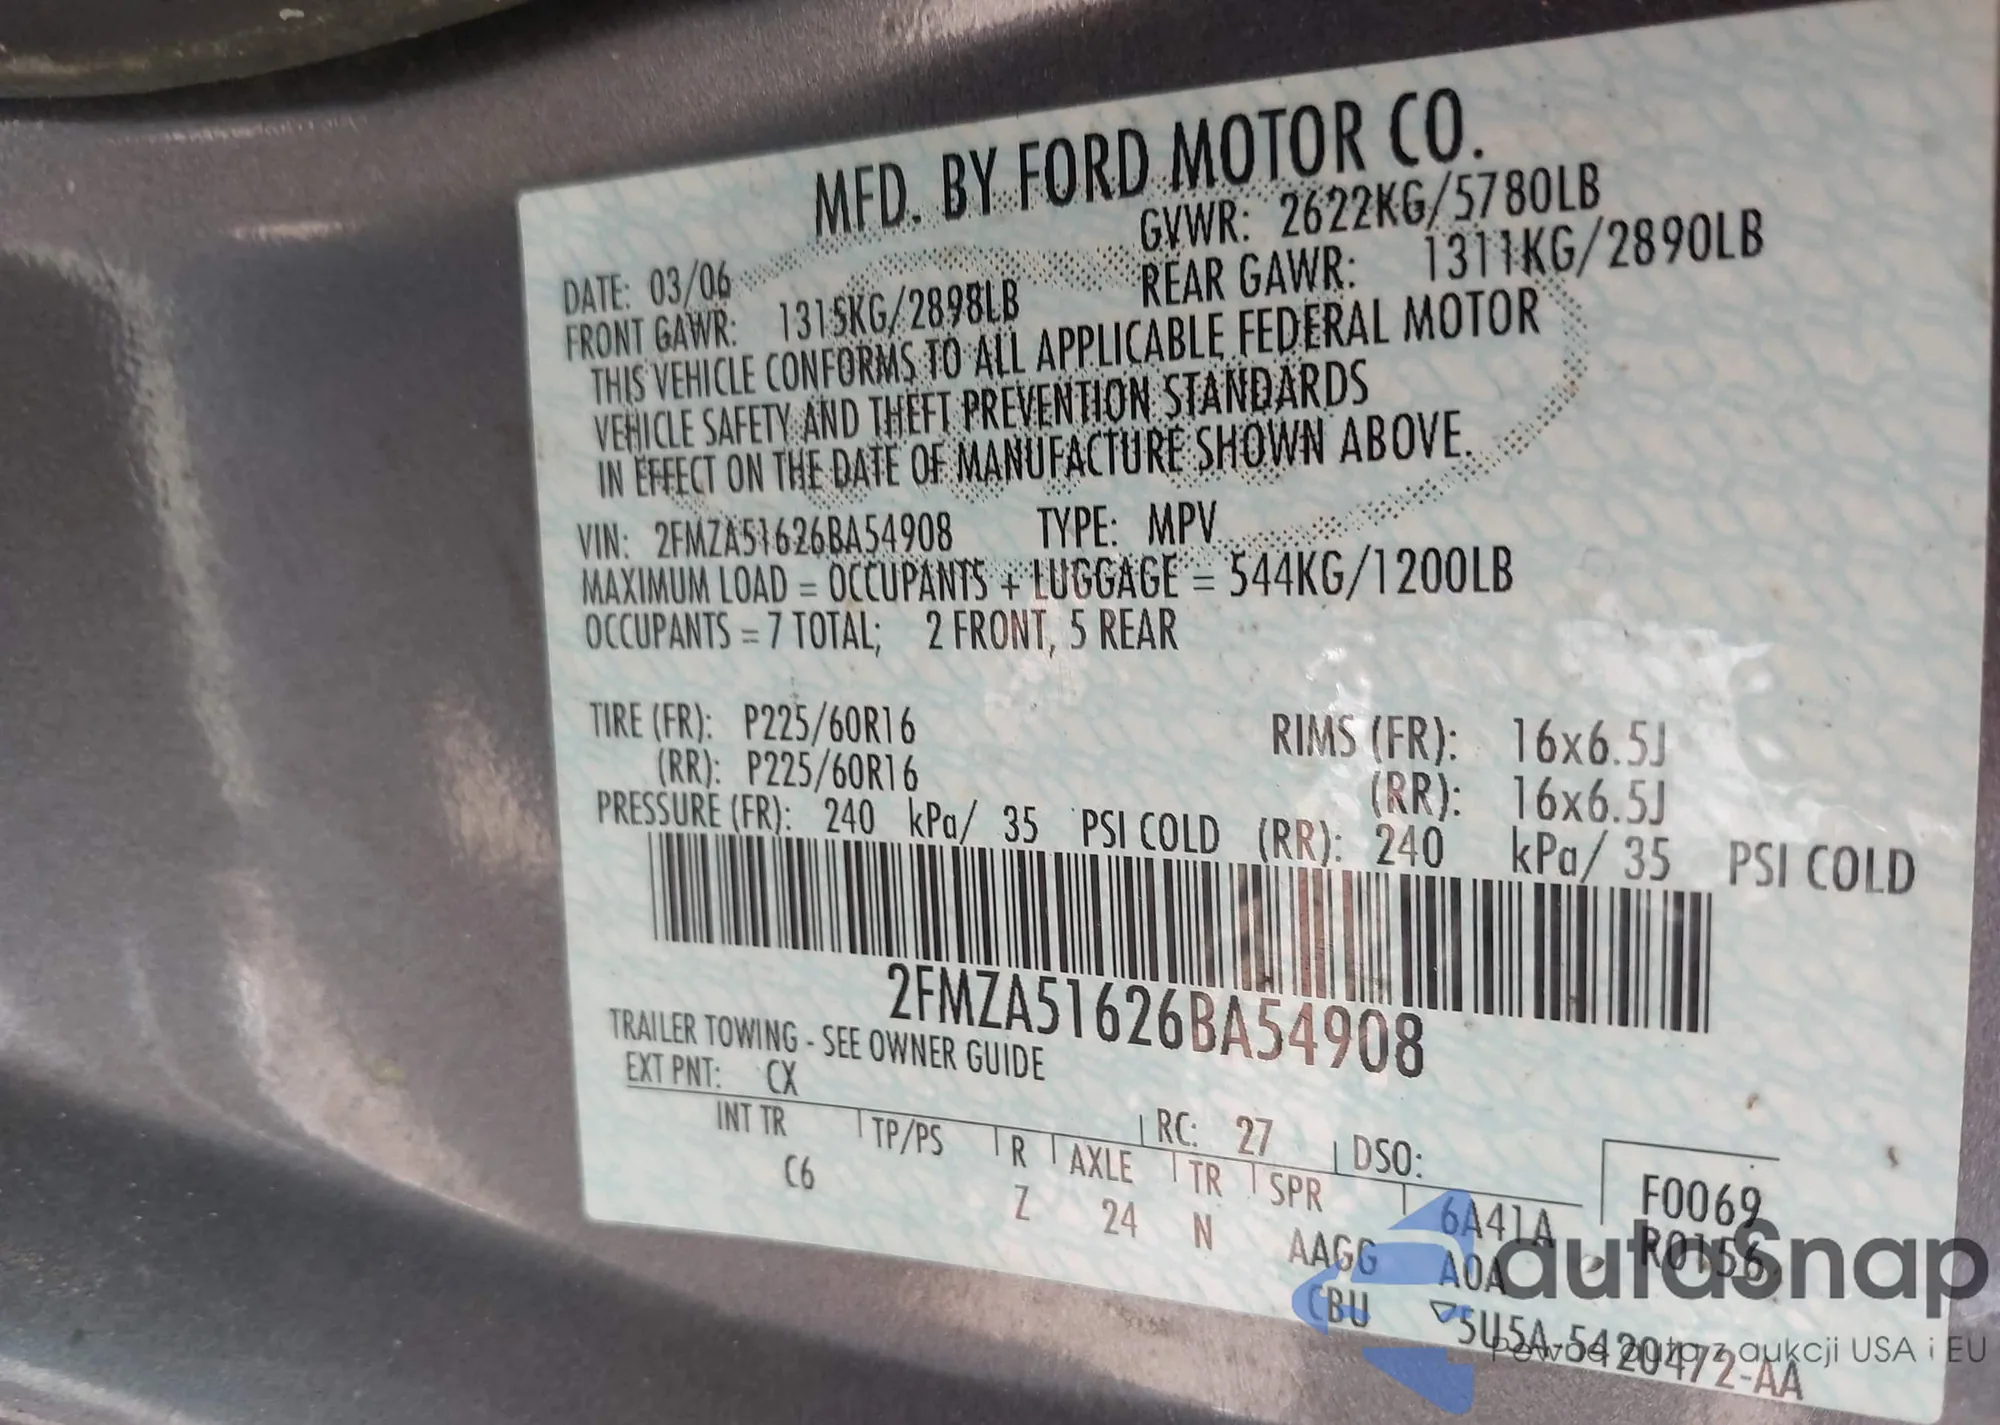 MFD. BY FORD MOTOR CO.
DATE: 03/06 GVWR: 2622KG/5780LB
FRONT GAWR: 1315KG/2898LB REAR GAWR: 1311KG/2890LB
THIS VEHICLE CONFORMS TO ALL APPLICABLE FEDERAL MOTOR
VEHICLE SAFETY AND THEFT PREVENTION STANDARDS
IN EFFECT ON THE DATE OF MANUFACTURE SHOWN ABOVE.
VIN: 2FMZA51626BA54908 TYPE: MPV
MAXIMUM LOAD = OCCUPANTS + LUGGAGE = 544KG/1200LB
OCCUPANTS = 7 TOTAL; 2 FRONT, 5 REAR
TIRE (FR): P225/60R16 RIMS (FR): 16x6.5J
(RR): P225/60R16 (RR): 16x6.5J
PRESSURE (FR): 240 kPa/ 35 PSI COLD (RR): 240 kPa/ 35 PSI COLD
2FMZA51626BA54908
TRAILER TOWING - SEE OWNER GUIDE
EXT PNT: CX RC: 27 DSO: F0069
INT TR TP/PS R AXLE TR SPR 6A41A R0156
C6 Z 24 N AAGG A0A
CBU 5U5A-5420472-AA
autoSnap
Powód auta z aukcji USA i EU